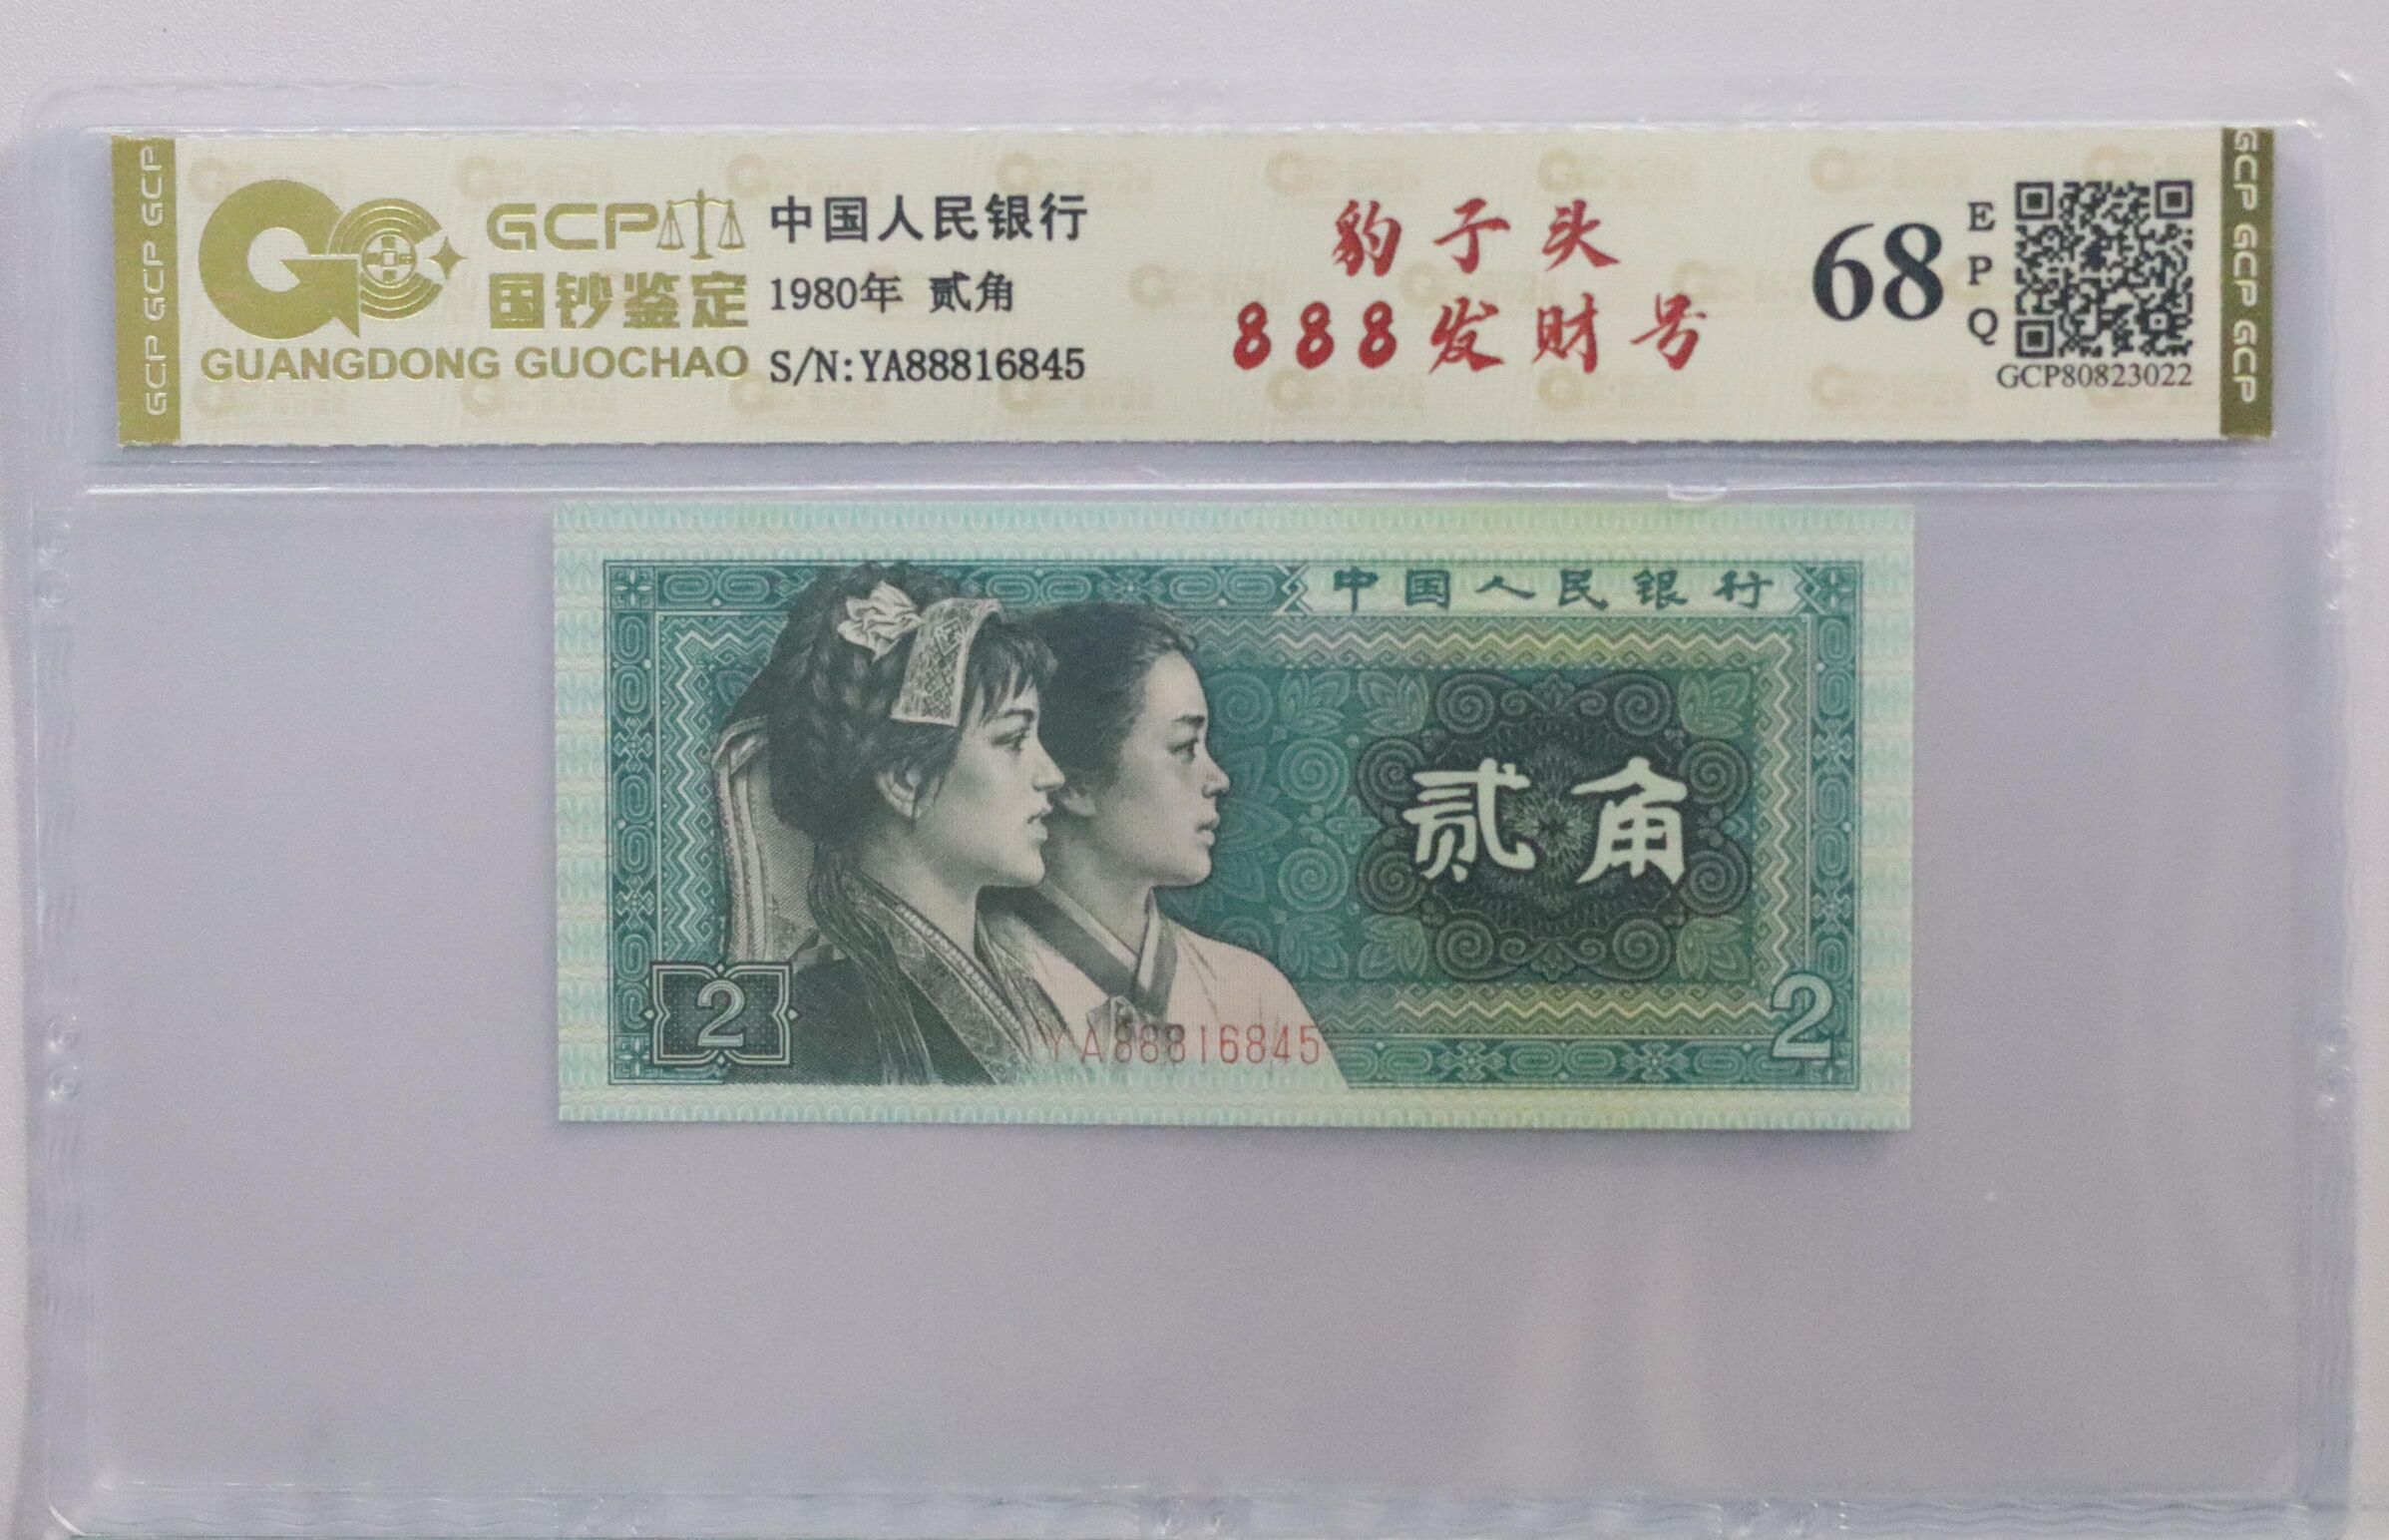 GCP GCP GCP
GCP
国钞鉴定
GUANGDONG GUOCHAO
中国人民银行
1980年 贰角
S/N:YA88816845
豹子头
888发财号
68
E
P
Q
GCP80823022
GCP GCP GCP
中国人民银行
贰角
2
YA88816845
2